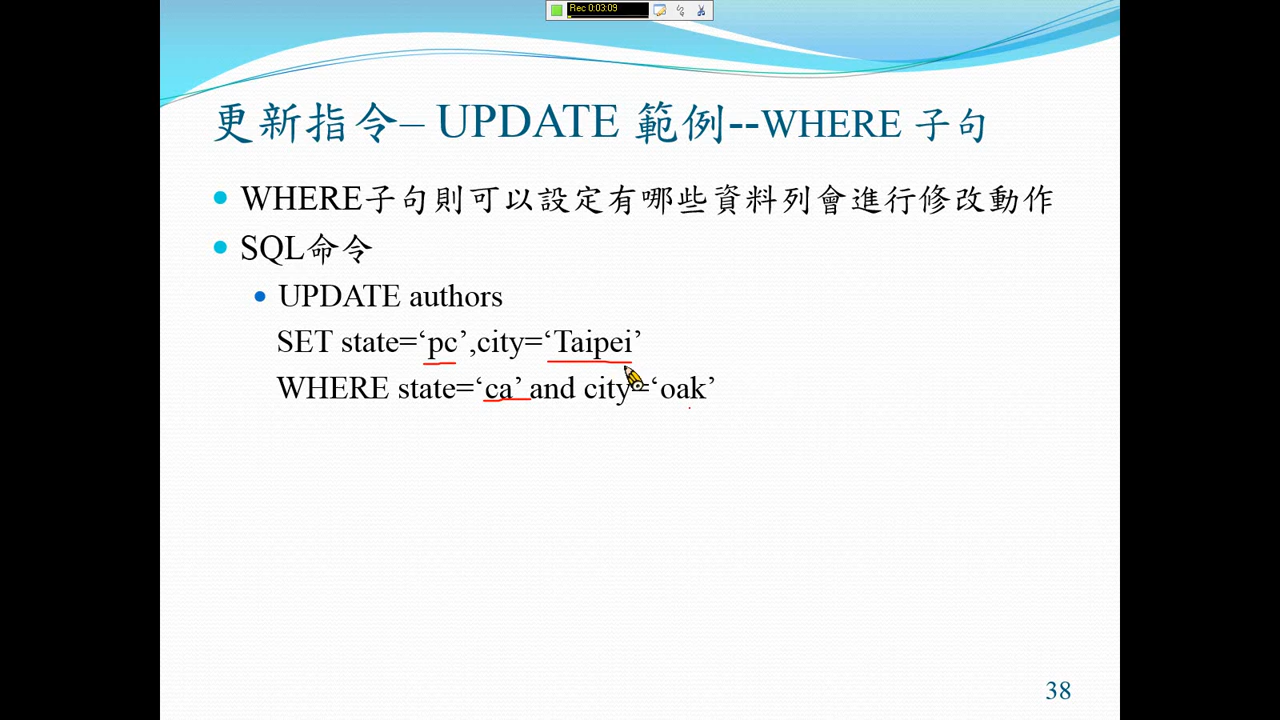 Rec 0:03:09
更新指令– UPDATE 範例--WHERE 子句
WHERE子句則可以設定有哪些資料列會進行修改動作
SQL命令
UPDATE authors
SET state=‘pc’,city=‘Taipei’
WHERE state=‘ca’ and city=‘oak’
38